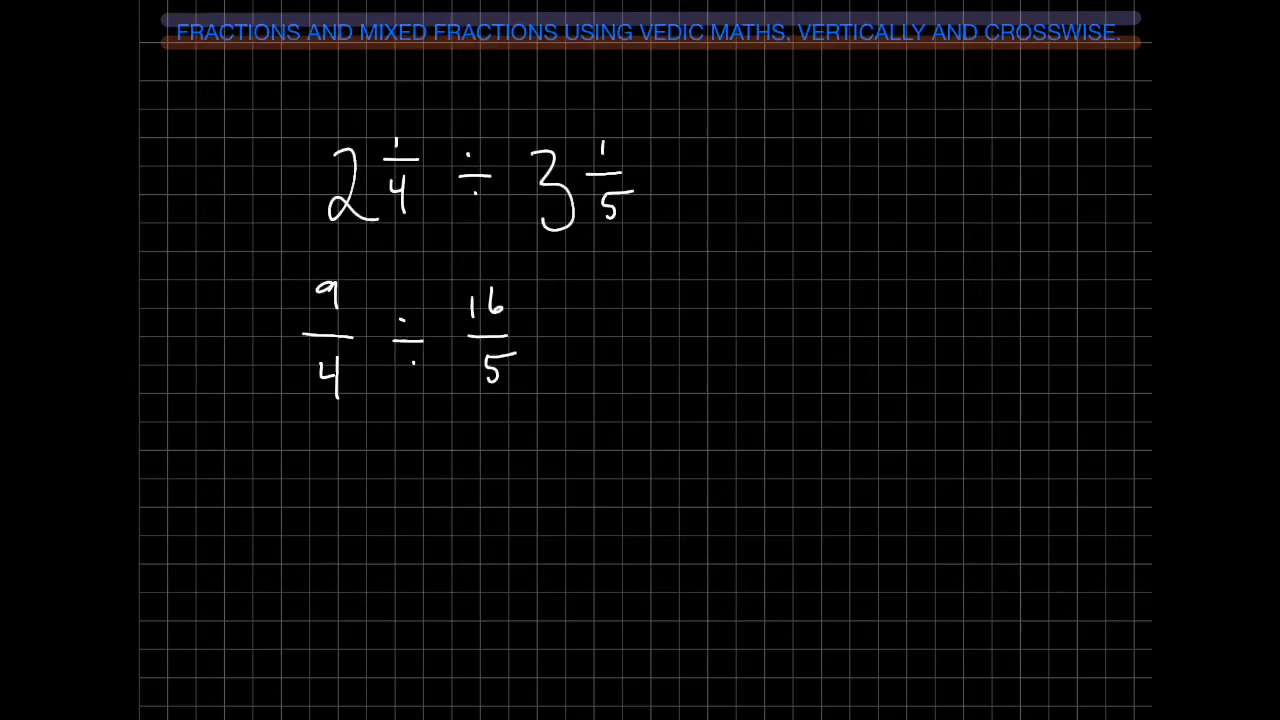 FRACTIONS AND MIXED FRACTIONS USING VEDIC MATHS, VERTICALLY AND CROSSWISE.
2 1/4 ÷ 3 1/5
9/4 ÷ 16/5